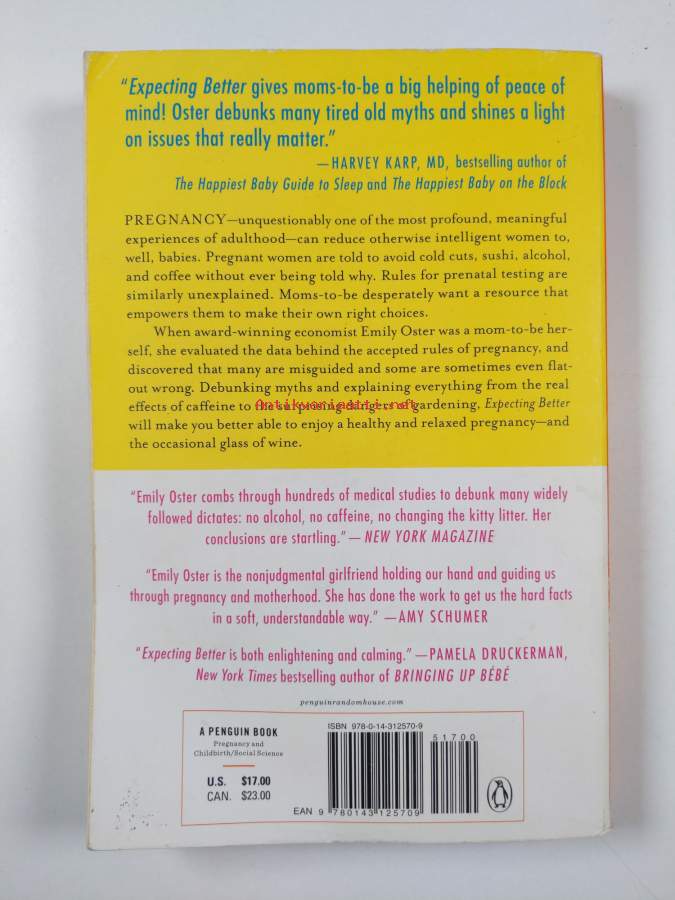 “Expecting Better gives moms-to-be a big helping of peace of
mind! Oster debunks many tired old myths and shines a light
on issues that really matter.”
—HARVEY KARP, MD, bestselling author of
The Happiest Baby Guide to Sleep and The Happiest Baby on the Block
PREGNANCY—unquestionably one of the most profound, meaningful
experiences of adulthood—can reduce otherwise intelligent women to,
well, babies. Pregnant women are told to avoid cold cuts, sushi, alcohol,
and coffee without ever being told why. Rules for prenatal testing are
similarly unexplained. Moms-to-be desperately want a resource that
empowers them to make their own right choices.
When award-winning economist Emily Oster was a mom-to-be her-
self, she evaluated the data behind the accepted rules of pregnancy, and
discovered that many are misguided and some are sometimes even flat-
out wrong. Debunking myths and explaining everything from the real
effects of caffeine to the surprising dangers of gardening, Expecting Better
Antikvariaatti.net
will make you better able to enjoy a healthy and relaxed pregnancy—and
the occasional glass of wine.
“Emily Oster combs through hundreds of medical studies to debunk many widely
followed dictates: no alcohol, no caffeine, no changing the kitty litter. Her
conclusions are startling.” — NEW YORK MAGAZINE
“Emily Oster is the nonjudgmental girlfriend holding our hand and guiding us
through pregnancy and motherhood. She has done the work to get us the hard facts
in a soft, understandable way.” —AMY SCHUMER
“Expecting Better is both enlightening and calming.” —PAMELA DRUCKERMAN,
New York Times bestselling author of BRINGING UP BÉBÉ
penguinrandomhouse.com
A PENGUIN BOOK
Pregnancy and
Childbirth/Social Science
U.S. $17.00
CAN. $23.00
ISBN 978-0-14-312570-9
51700
EAN 9 780143 125709